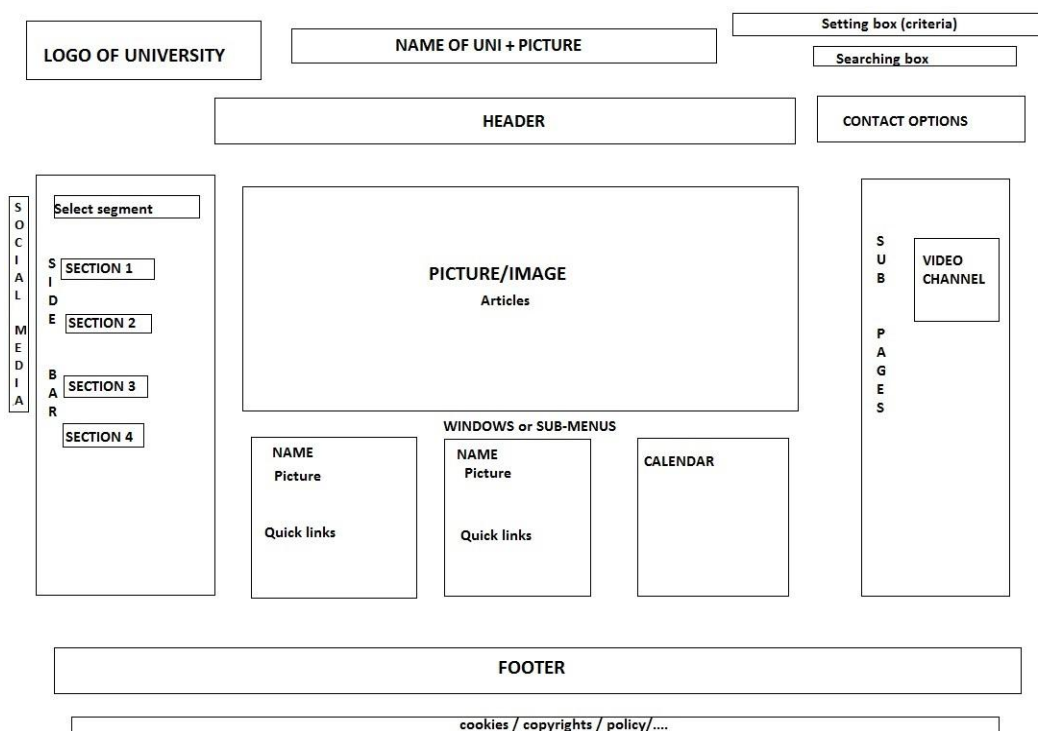 LOGO OF UNIVERSITY
NAME OF UNI + PICTURE
Setting box (criteria)
Searching box
HEADER
CONTACT OPTIONS
SOCIAL MEDIA
Select segment
SIDE BAR
SECTION 1
SECTION 2
SECTION 3
SECTION 4
PICTURE/IMAGE
Articles
SUB PAGES
VIDEO
CHANNEL
WINDOWS or SUB-MENUS
NAME
Picture
Quick links
NAME
Picture
Quick links
CALENDAR
FOOTER
cookies / copyrights / policy/....